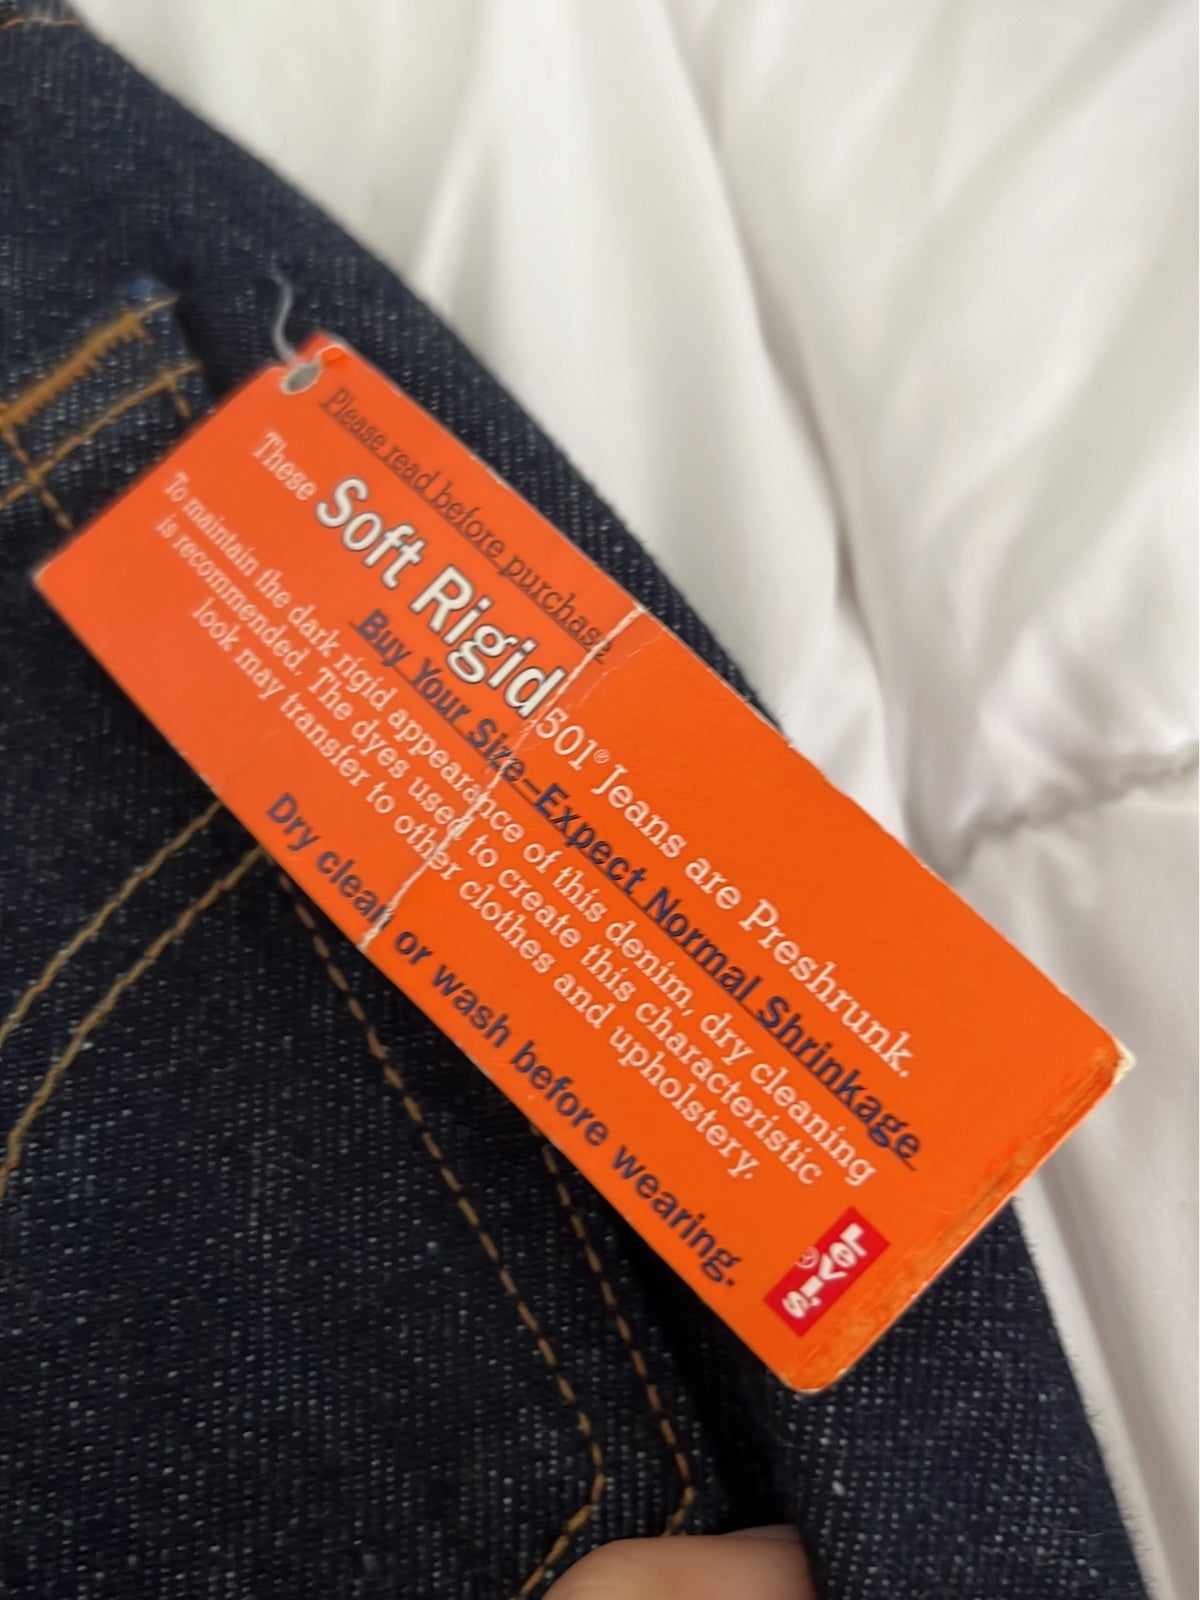 Please read before purchase
These Soft Rigid 501® Jeans are Preshrunk.
Buy Your Size–Expect Normal Shrinkage
To maintain the dark rigid appearance of this denim, dry cleaning
is recommended. The dyes used to create this characteristic
look may transfer to other clothes and upholstery.
Dry clean or wash before wearing.
Levi's®